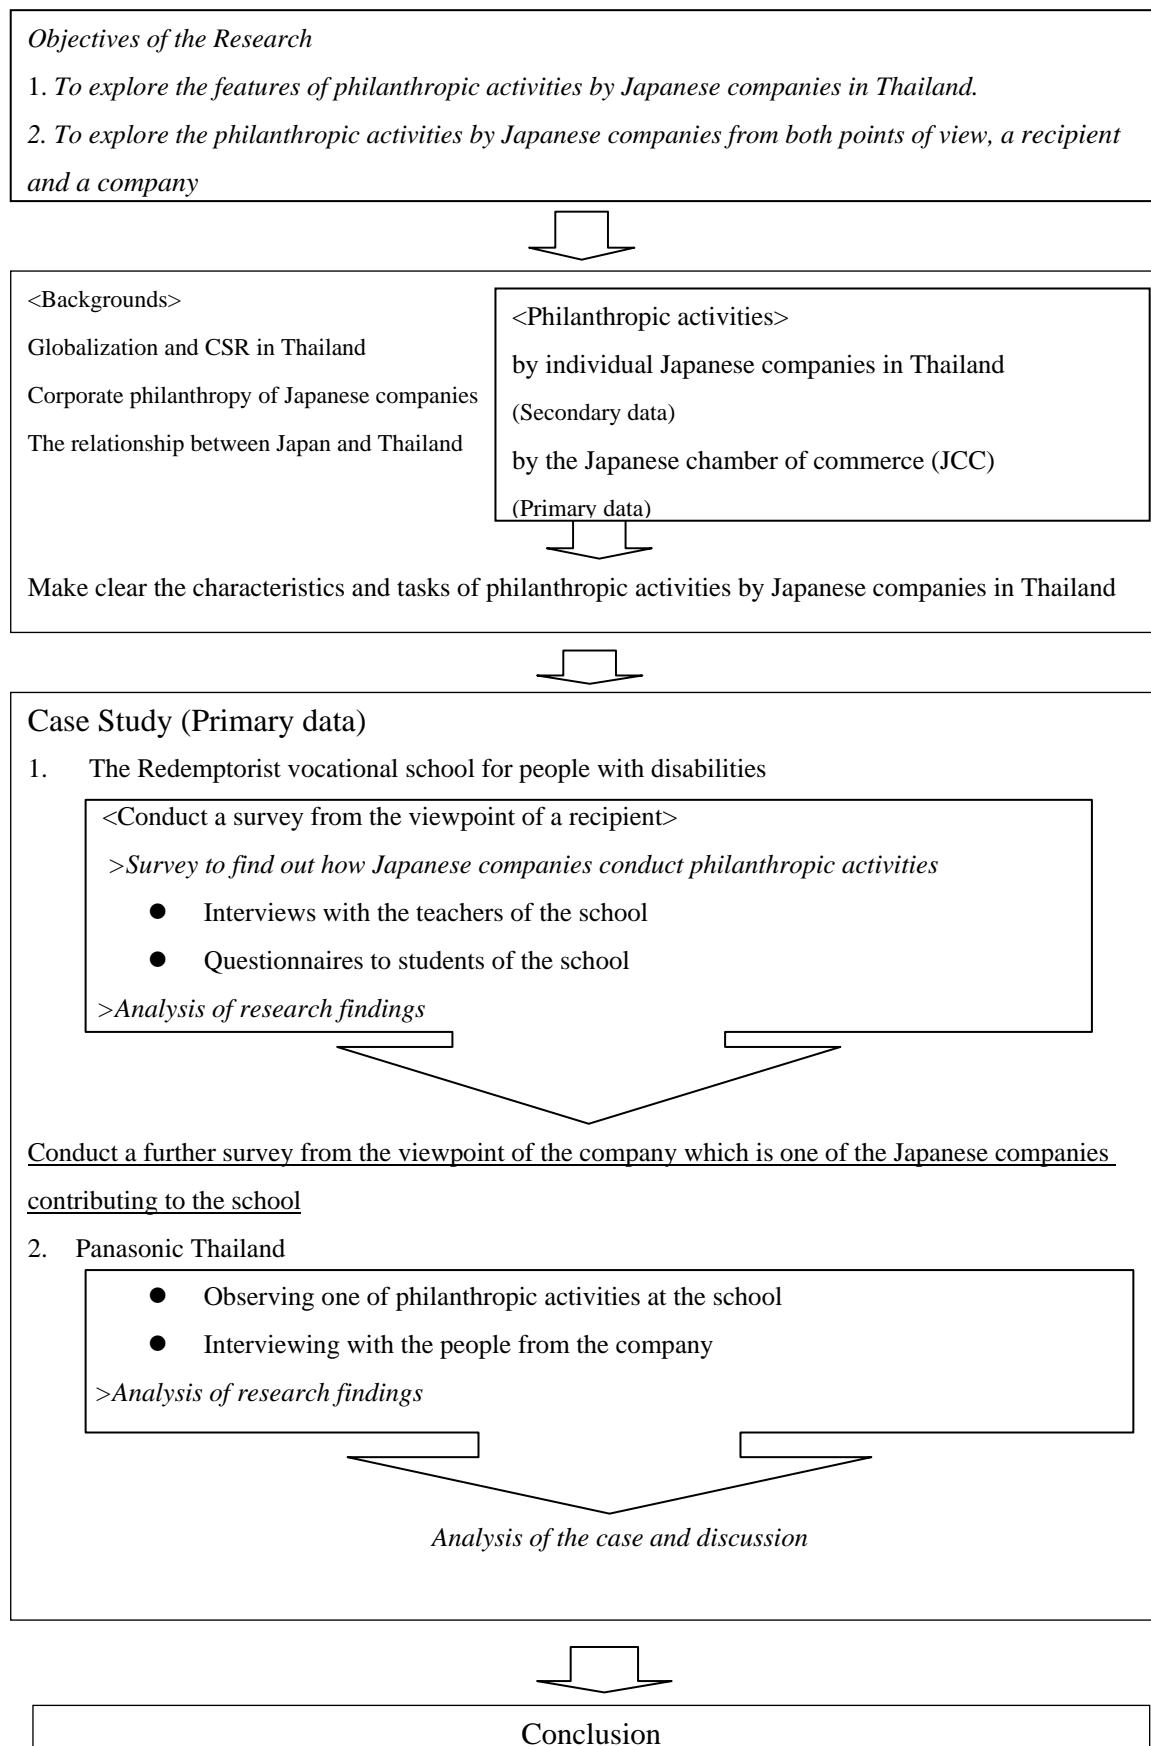 Objectives of the Research
1. To explore the features of philanthropic activities by Japanese companies in Thailand.
2. To explore the philanthropic activities by Japanese companies from both points of view, a recipient
and a company
<Backgrounds>
Globalization and CSR in Thailand
Corporate philanthropy of Japanese companies
The relationship between Japan and Thailand
<Philanthropic activities>
by individual Japanese companies in Thailand
(Secondary data)
by the Japanese chamber of commerce (JCC)
(Primary data)
Make clear the characteristics and tasks of philanthropic activities by Japanese companies in Thailand
Case Study (Primary data)
1. The Redemptorist vocational school for people with disabilities
<Conduct a survey from the viewpoint of a recipient>
>Survey to find out how Japanese companies conduct philanthropic activities
● Interviews with the teachers of the school
● Questionnaires to students of the school
>Analysis of research findings
Conduct a further survey from the viewpoint of the company which is one of the Japanese companies
contributing to the school
2. Panasonic Thailand
● Observing one of philanthropic activities at the school
● Interviewing with the people from the company
>Analysis of research findings
Analysis of the case and discussion
Conclusion